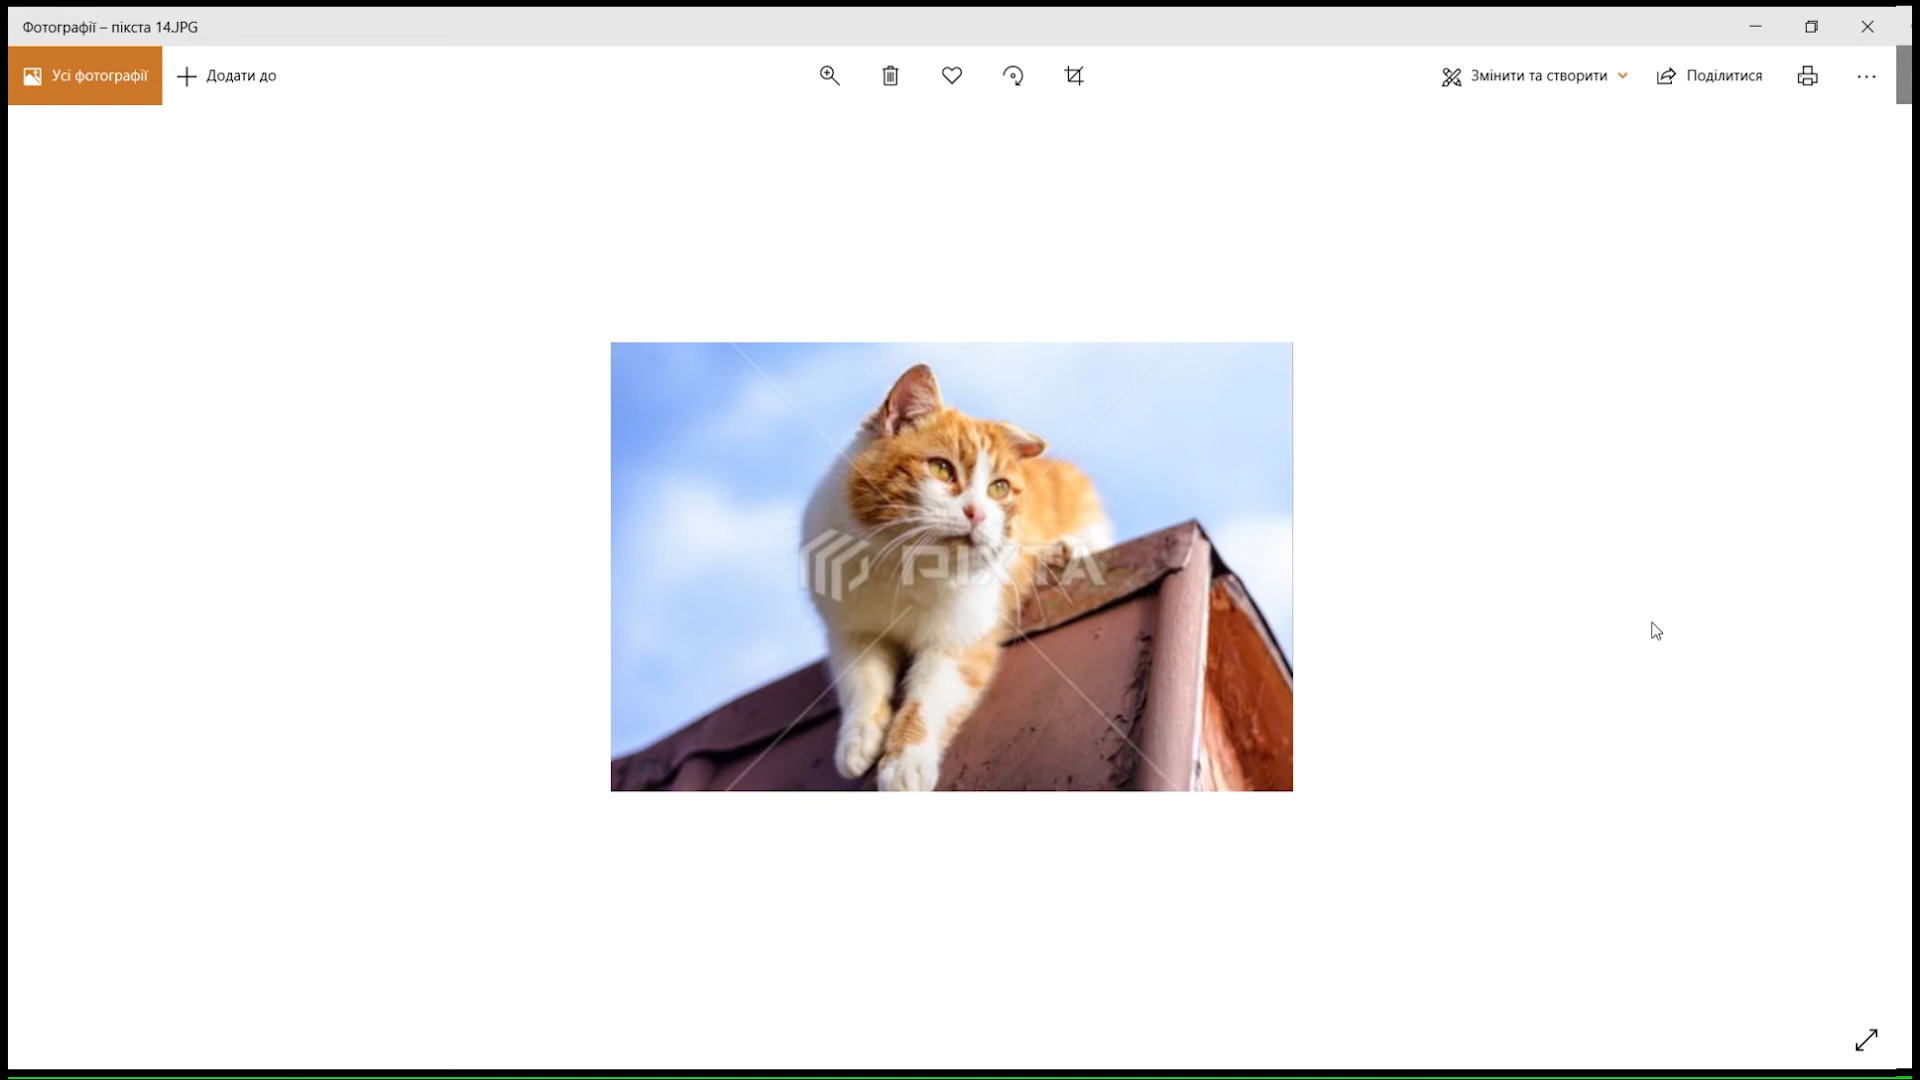 Фотографії – пікста 14.JPG
Усі фотографії
Додати до
Змінити та створити
Поділитися
PIXTA